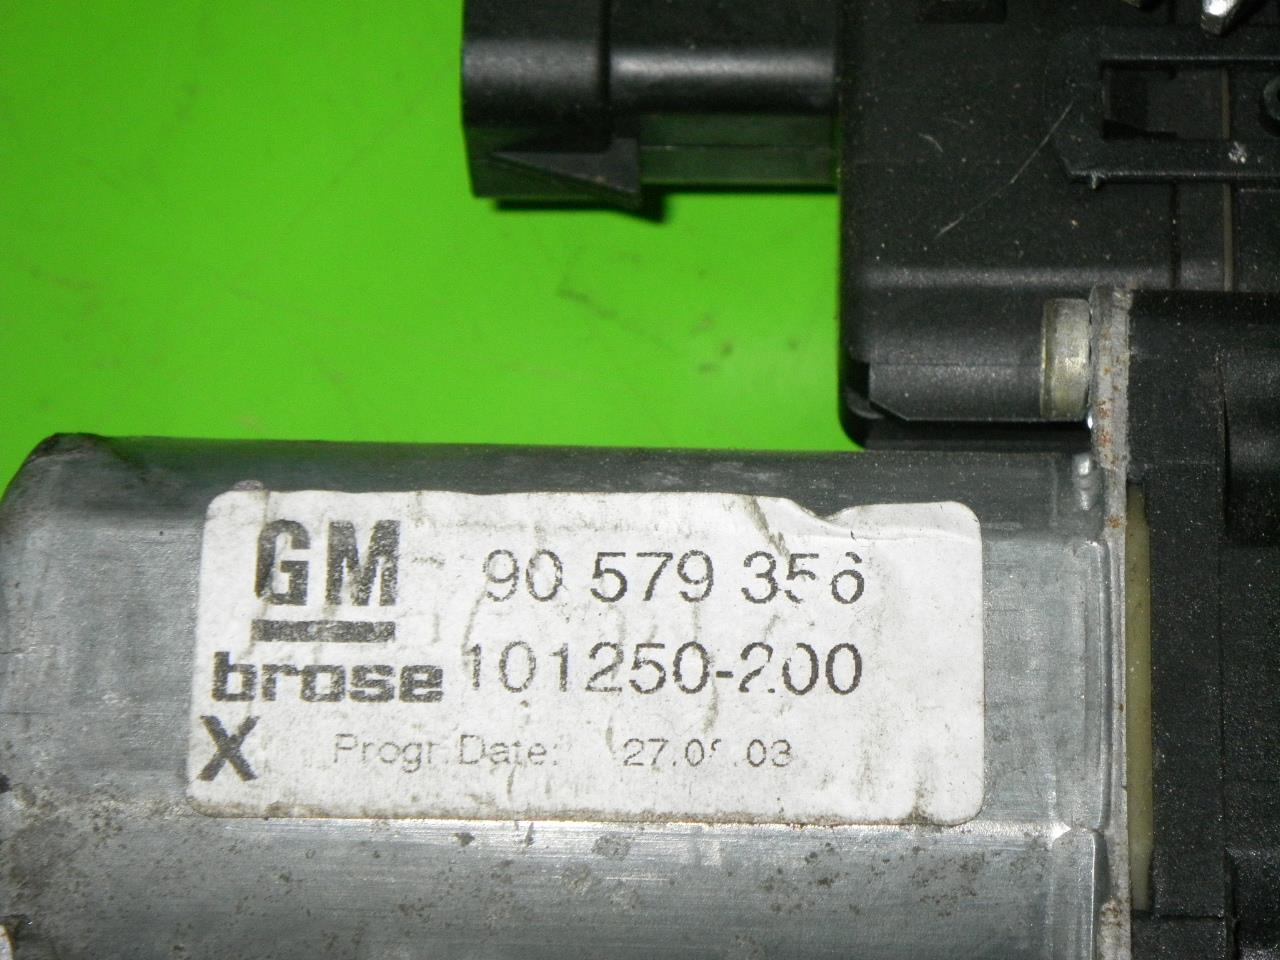 GM 90 579 356
brose 101250-200
X Progr.Date: